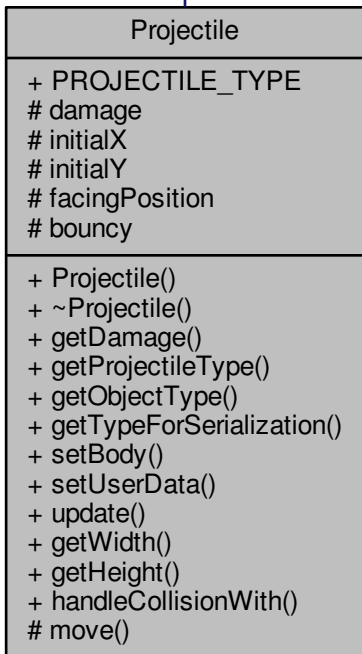 Projectile
+ PROJECTILE_TYPE
# damage
# initialX
# initialY
# facingPosition
# bouncy
+ Projectile()
+ ~Projectile()
+ getDamage()
+ getProjectileType()
+ getObjectType()
+ getTypeForSerialization()
+ setBody()
+ setUserData()
+ update()
+ getWidth()
+ getHeight()
+ handleCollisionWith()
# move()